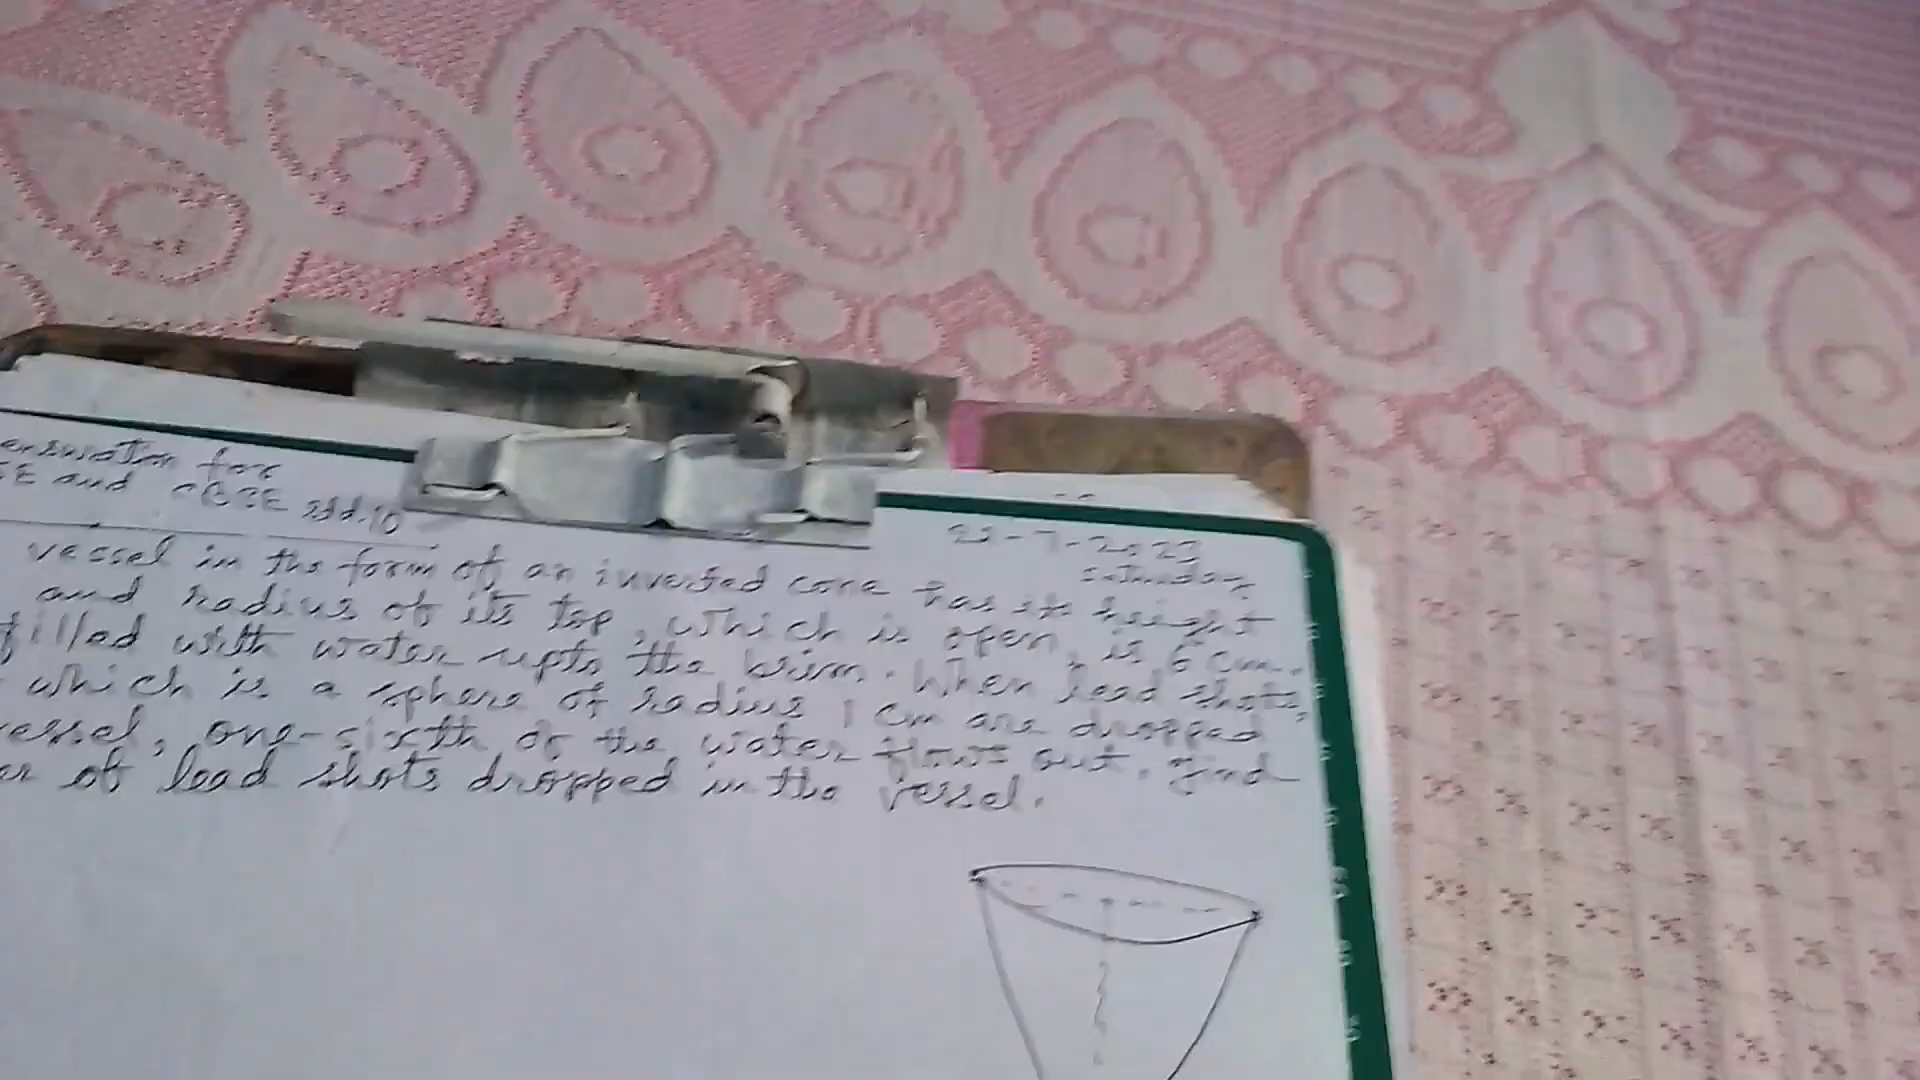 for
22-7-2023
SE and CBSE std.10
Saturday
vessel in the form of an inverted cone has its height
and radius of its top, which is open, is 6 cm.
filled with water upto the brim. When lead shots,
which is a sphere of radius 1 cm are dropped
vessel, one-sixth of the water flows out. Find
of lead shots dropped in the vessel.